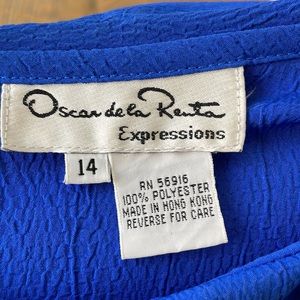 Oscar de la Renta
Expressions
14
RN 56916
100% POLYESTER
MADE IN HONG KONG
REVERSE FOR CARE